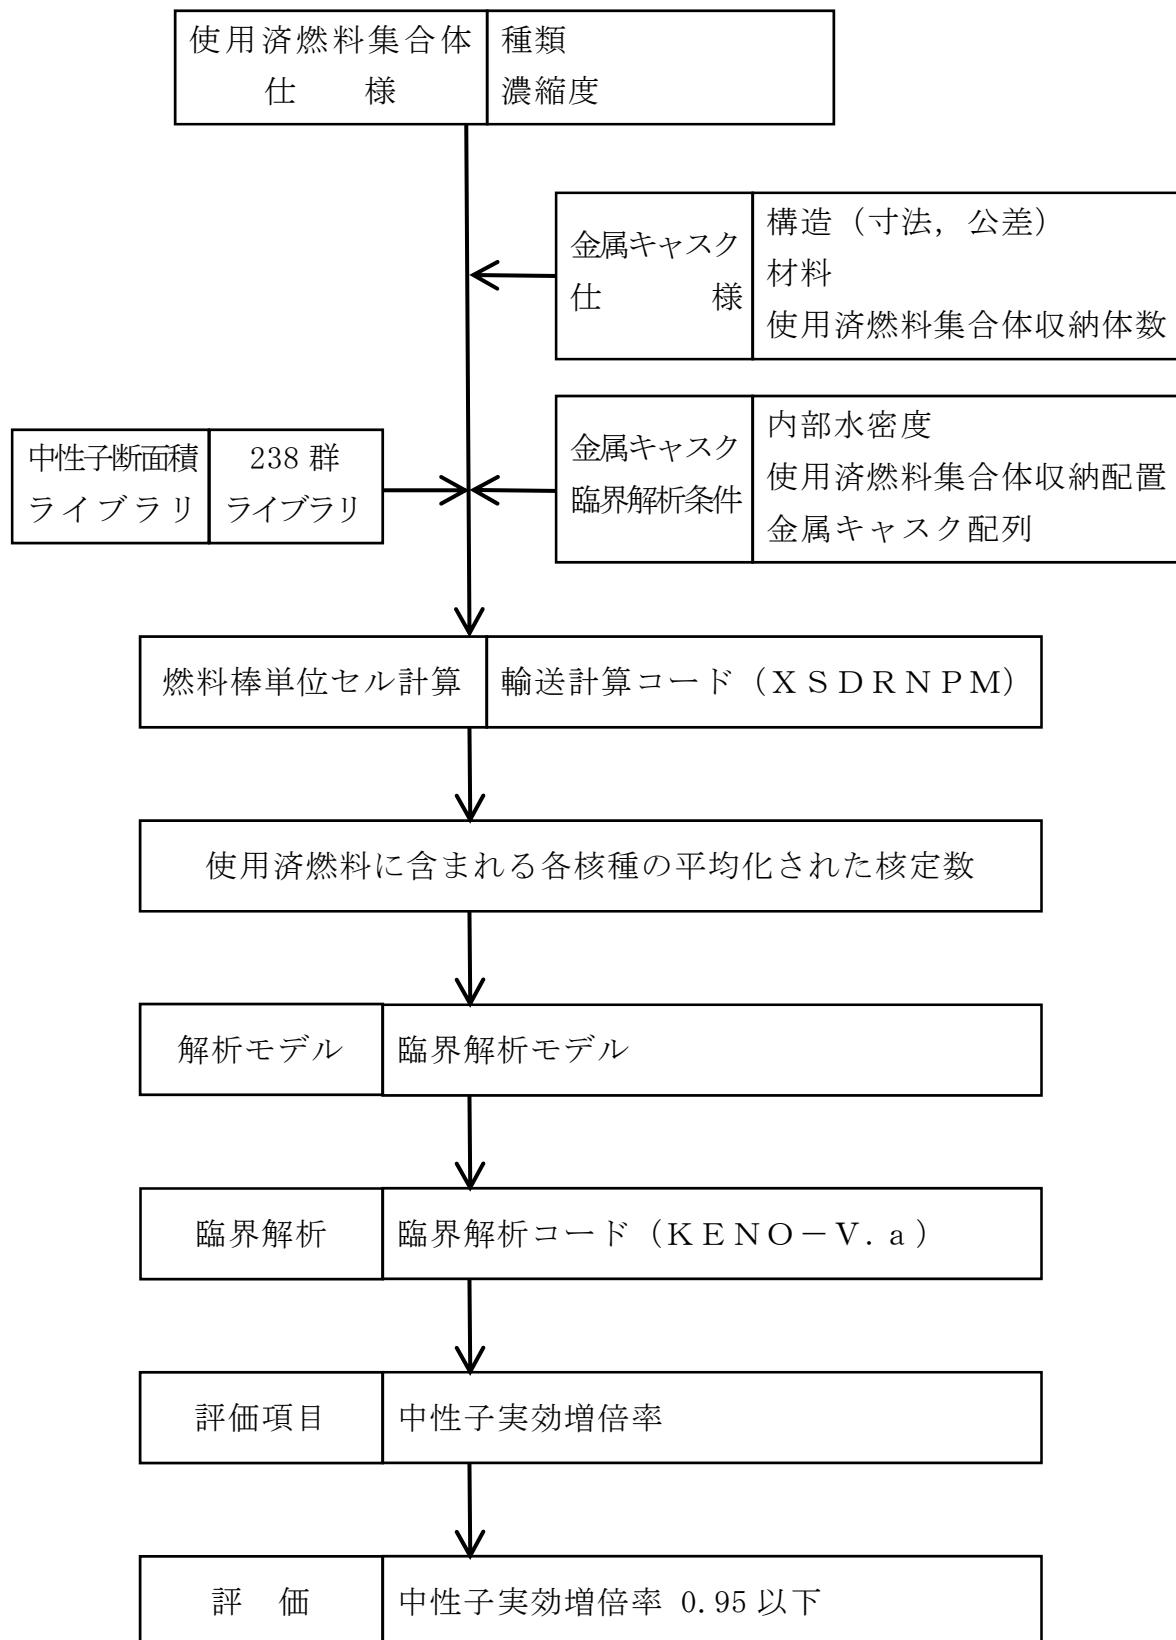 使用済燃料集合体
仕　　様
種類
濃縮度
金属キャスク
仕　　　様
構造（寸法，公差）
材料
使用済燃料集合体収納体数
中性子断面積
ライブラリ
238 群
ライブラリ
金属キャスク
臨界解析条件
内部水密度
使用済燃料集合体収納配置
金属キャスク配列
燃料棒単位セル計算
輸送計算コード（ＸＳＤＲＮＰＭ）
使用済燃料に含まれる各核種の平均化された核定数
解析モデル
臨界解析モデル
臨界解析
臨界解析コード（ＫＥＮＯ－Ｖ.ａ）
評価項目
中性子実効増倍率
評　価
中性子実効増倍率 0.95 以下